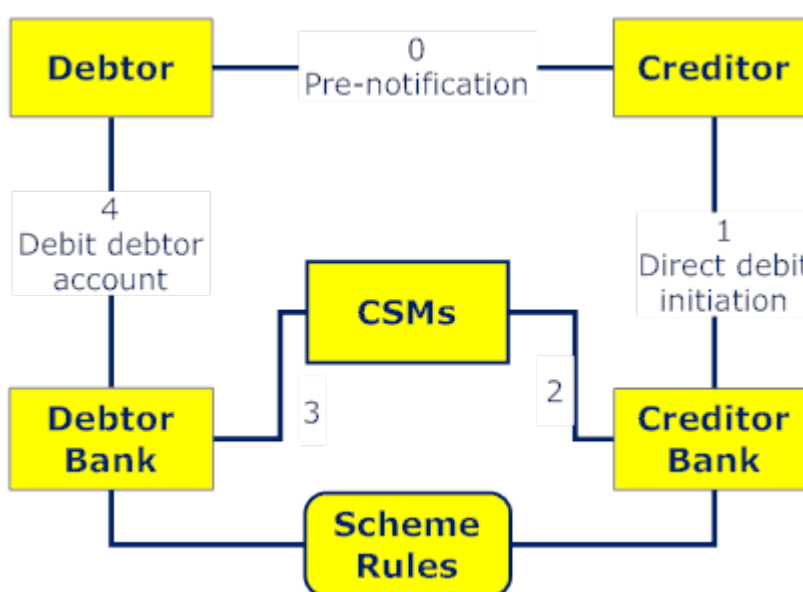 Debtor
0
Pre-notification
Creditor
4
Debit debtor
account
1
Direct debit
initiation
CSMs
3
2
Debtor
Bank
Creditor
Bank
Scheme
Rules